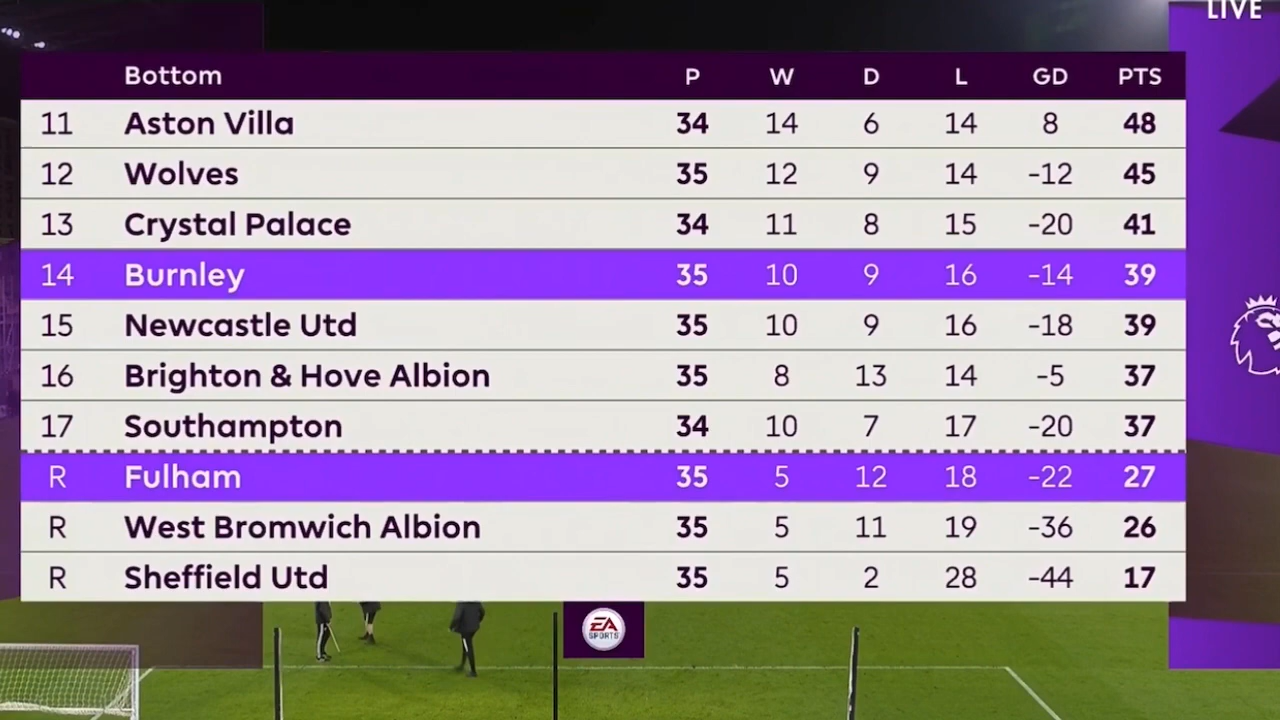 LIVE
Bottom P W D L GD PTS
11 Aston Villa 34 14 6 14 8 48
12 Wolves 35 12 9 14 -12 45
13 Crystal Palace 34 11 8 15 -20 41
14 Burnley 35 10 9 16 -14 39
15 Newcastle Utd 35 10 9 16 -18 39
16 Brighton & Hove Albion 35 8 13 14 -5 37
17 Southampton 34 10 7 17 -20 37
R Fulham 35 5 12 18 -22 27
R West Bromwich Albion 35 5 11 19 -36 26
R Sheffield Utd 35 5 2 28 -44 17
EA
SPORTS